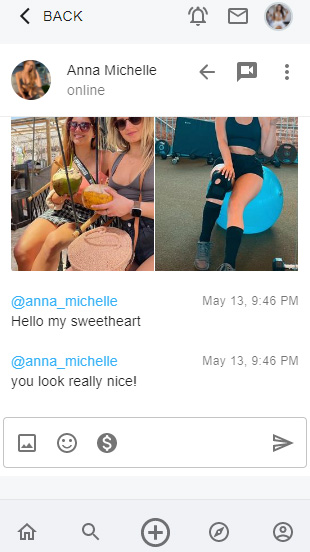 BACK
Anna Michelle
online
@anna_michelle May 13, 9:46 PM
Hello my sweetheart
@anna_michelle May 13, 9:46 PM
you look really nice!